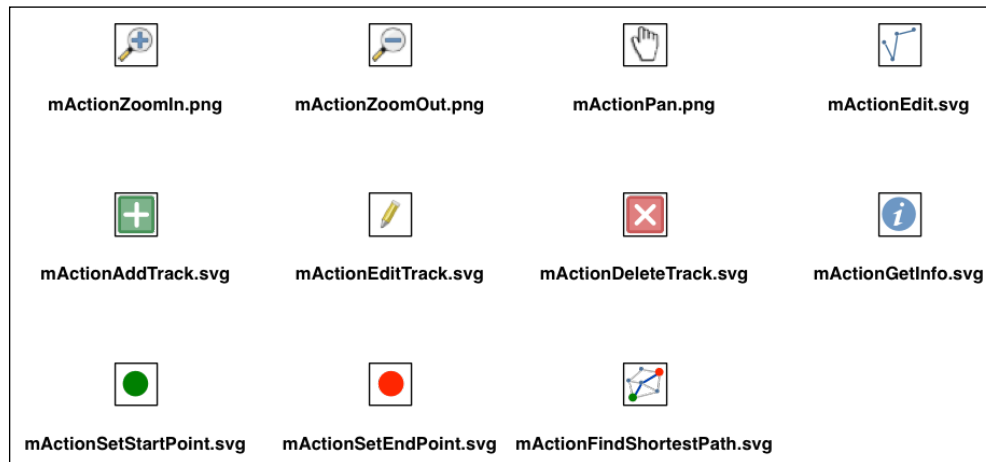 mActionZoomIn.png
mActionZoomOut.png
mActionPan.png
mActionEdit.svg
mActionAddTrack.svg
mActionEditTrack.svg
mActionDeleteTrack.svg
mActionGetInfo.svg
mActionSetStartPoint.svg
mActionSetEndPoint.svg
mActionFindShortestPath.svg